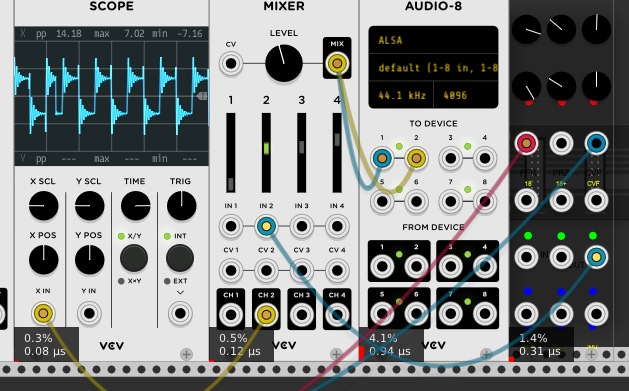 SCOPE
X pp 14.18 max 7.02 min -7.16
Y pp --- max --- min ---
X SCL Y SCL TIME TRIG
X POS Y POS X/Y INT
X×Y EXT
X IN Y IN
0.3%
0.08 µs
VCV
MIXER
LEVEL
CV MIX
1 2 3 4
IN 1 IN 2 IN 3 IN 4
CV 1 CV 2 CV 3 CV 4
CH 1 CH 2 CH 3 CH 4
0.5%
0.12 µs
VCV
AUDIO-8
ALSA
default (1-8 in, 1-8
44.1 kHz 4096
TO DEVICE
1 2 3 4
5 6 7 8
FROM DEVICE
1 2 3 4
5 6 7 8
4.1%
0.94 µs
VCV
18 18+ CVF
1.4%
0.31 µs